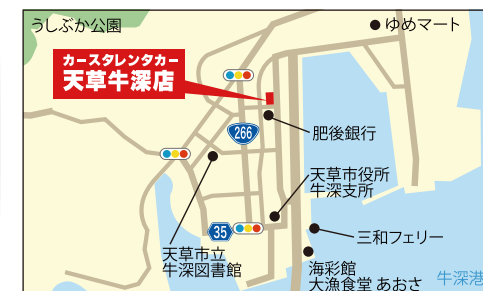 うしぶか公園
ゆめマート
カースタレンタカー
天草牛深店
266
肥後銀行
天草市役所
牛深支所
35
三和フェリー
天草市立
牛深図書館
海彩館
大漁食堂 あおさ
牛深港